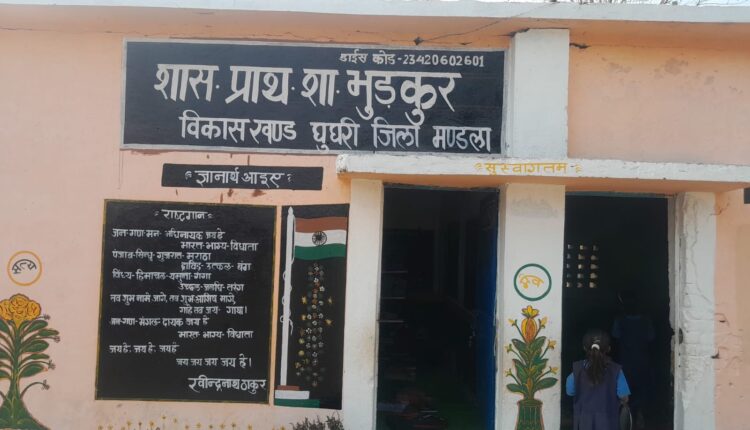 डाईस कोड -23420602601
शास. प्राथ. शा. भुड़कुर
विकास खण्ड घुघरी जिला मण्डला
सुस्वागतम
ज्ञानार्थ आइए
राष्ट्रगान
जन गण मन- अधिनायक जय हे
भारत- भाग्य- विधाता
पंजाब- सिन्धु- गुजरात- मराठा
द्राविड़- उत्कल- बंग
विंध्य- हिमाचल- यमुना- गंगा
उच्छल- जलधि- तरंग
तव शुभ नामे जागे, तव शुभ आशिष मागे,
गाहे तव जय- गाथा।
जन-गण- मंगल- दायक जय हे
भारत- भाग्य- विधाता
जय हे; जय हे; जय हे
जय जय जय जय हे।
रवीन्द्रनाथ ठाकुर